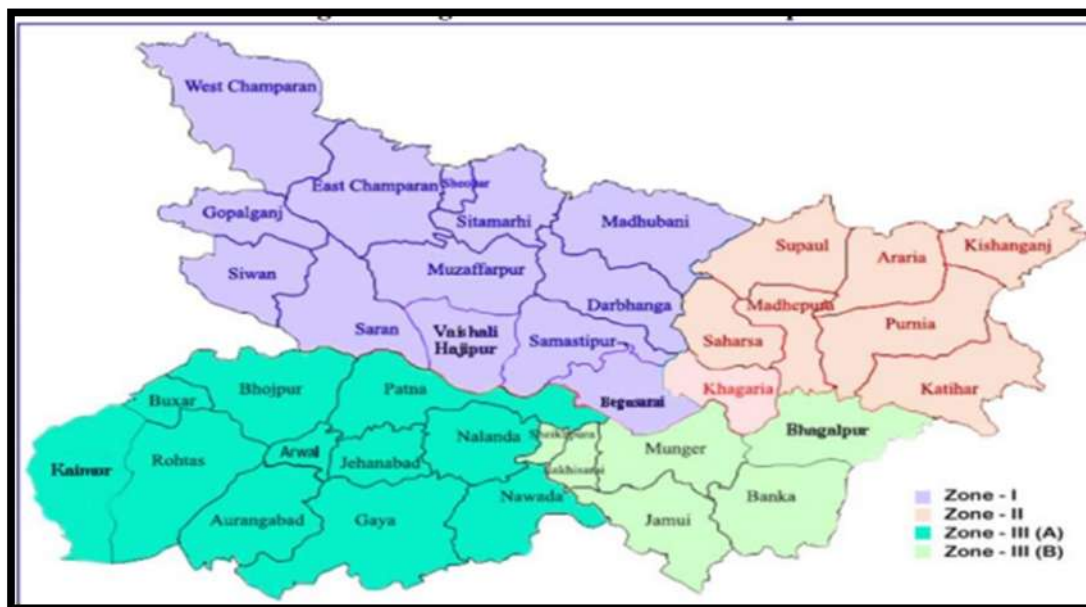 West Champaran
East Champaran
Sheohar
Gopalganj
Sitamarhi
Madhubani
Siwan
Muzaffarpur
Supaul
Araria
Kishanganj
Saran
Vaishali
Hajipur
Darbhanga
Samastipur
Madhepura
Purnia
Saharsa
Begusarai
Khagaria
Katihar
Bhojpur
Patna
Buxar
Nalanda
Sheikhpura
Munger
Bhagalpur
Kaimur
Rohtas
Arwal
Jehanabad
Lakhisarai
Nawada
Banka
Aurangabad
Gaya
Jamui
Zone - I
Zone - II
Zone - III (A)
Zone - III (B)